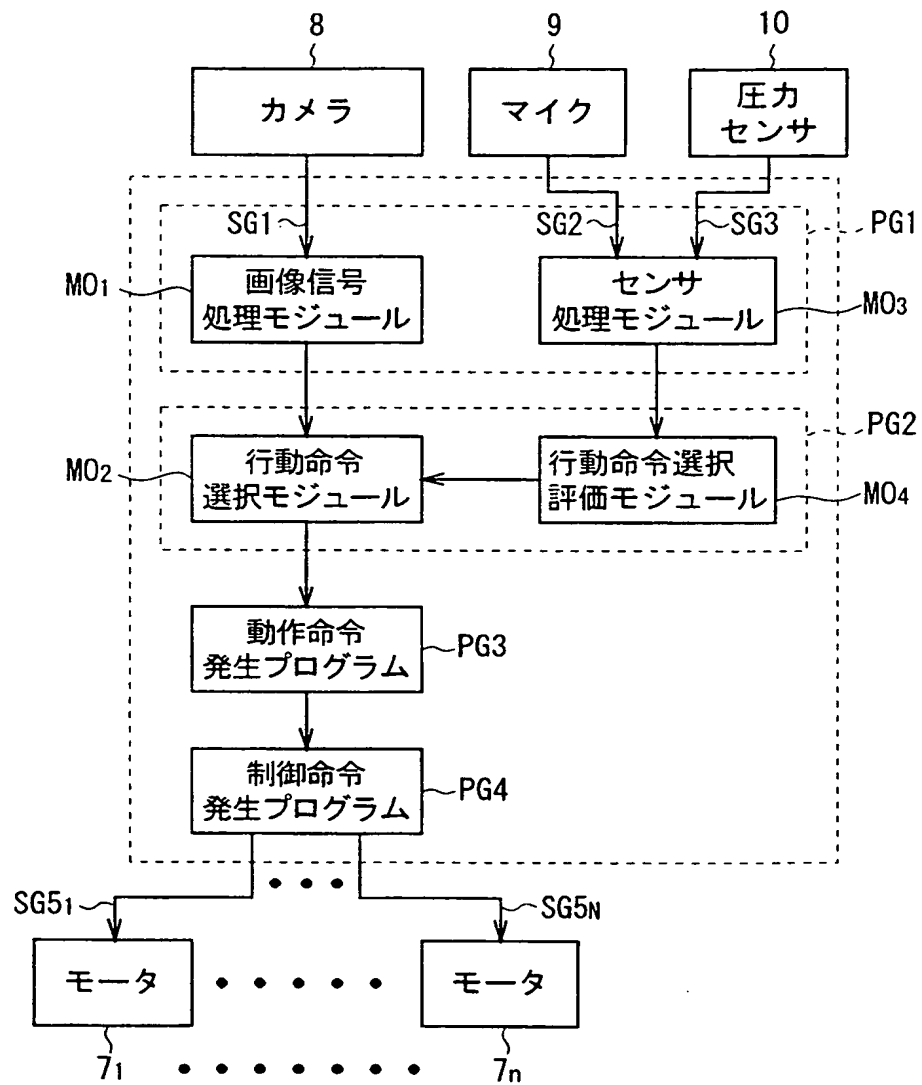 8
9
10
カメラ
マイク
圧力
センサ
SG1
SG2
SG3
PG1
MO1
画像信号
処理モジュール
センサ
処理モジュール
MO3
PG2
MO2
行動命令
選択モジュール
行動命令選択
評価モジュール
MO4
動作命令
発生プログラム
PG3
制御命令
発生プログラム
PG4
SG51
SG5N
モータ
モータ
71
7n